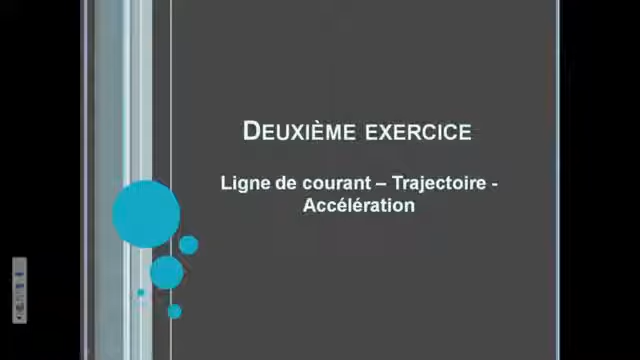 DEUXIÈME EXERCICE
Ligne de courant – Trajectoire -
Accélération